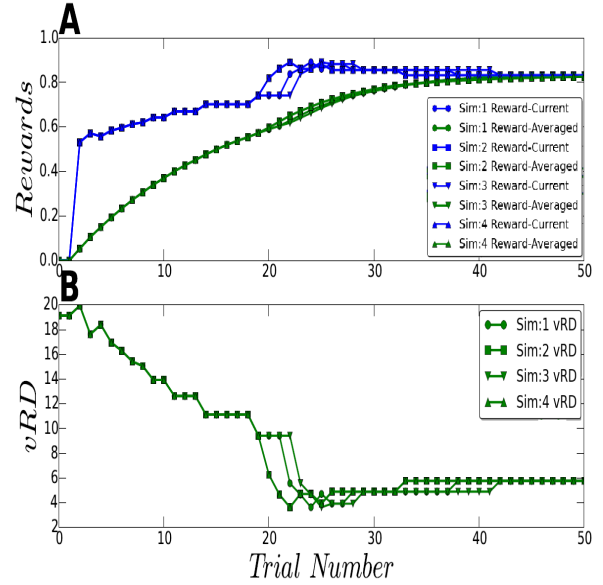 A
1.0
0.8
0.6
0.4
0.2
0.0
Rewards
Sim:1 Reward-Current
Sim:1 Reward-Averaged
Sim:2 Reward-Current
Sim:2 Reward-Averaged
Sim:3 Reward-Current
Sim:3 Reward-Averaged
Sim:4 Reward-Current
Sim:4 Reward-Averaged
0 10 20 30 40 50
B
20
18
16
14
12
10
8
6
4
2
vRD
Sim:1 vRD
Sim:2 vRD
Sim:3 vRD
Sim:4 vRD
0 10 20 30 40 50
Trial Number